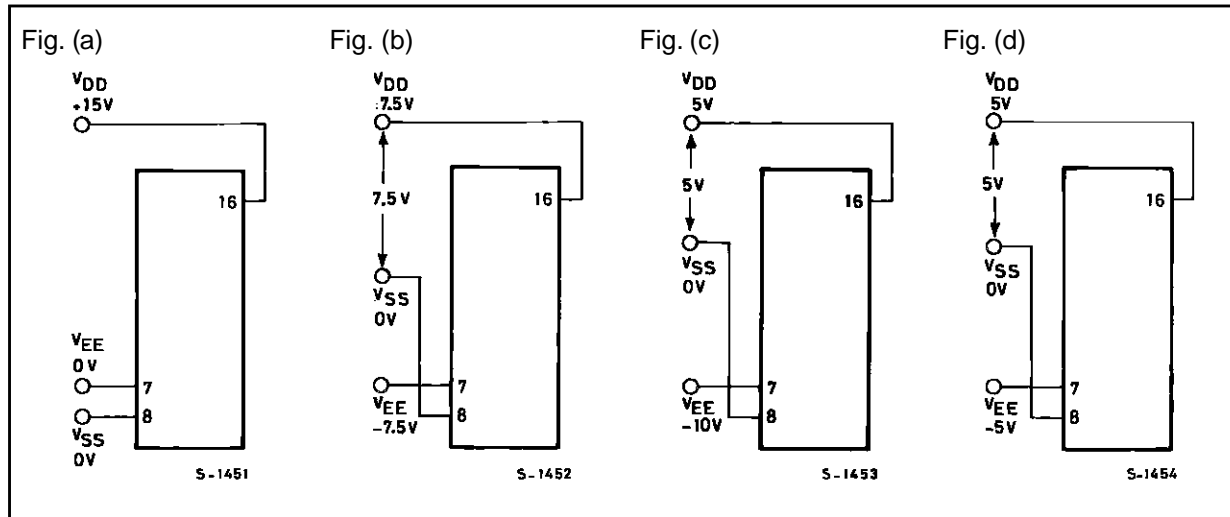 Fig. (a)
VDD
+15V
16
VEE
0V
7
8
VSS
0V
S-1451
Fig. (b)
VDD
+7.5V
7.5V
16
VSS
0V
7
VEE
-7.5V
8
S-1452
Fig. (c)
VDD
5V
5V
16
VSS
0V
7
VEE
-10V
8
S-1453
Fig. (d)
VDD
5V
5V
16
VSS
0V
7
VEE
-5V
8
S-1454